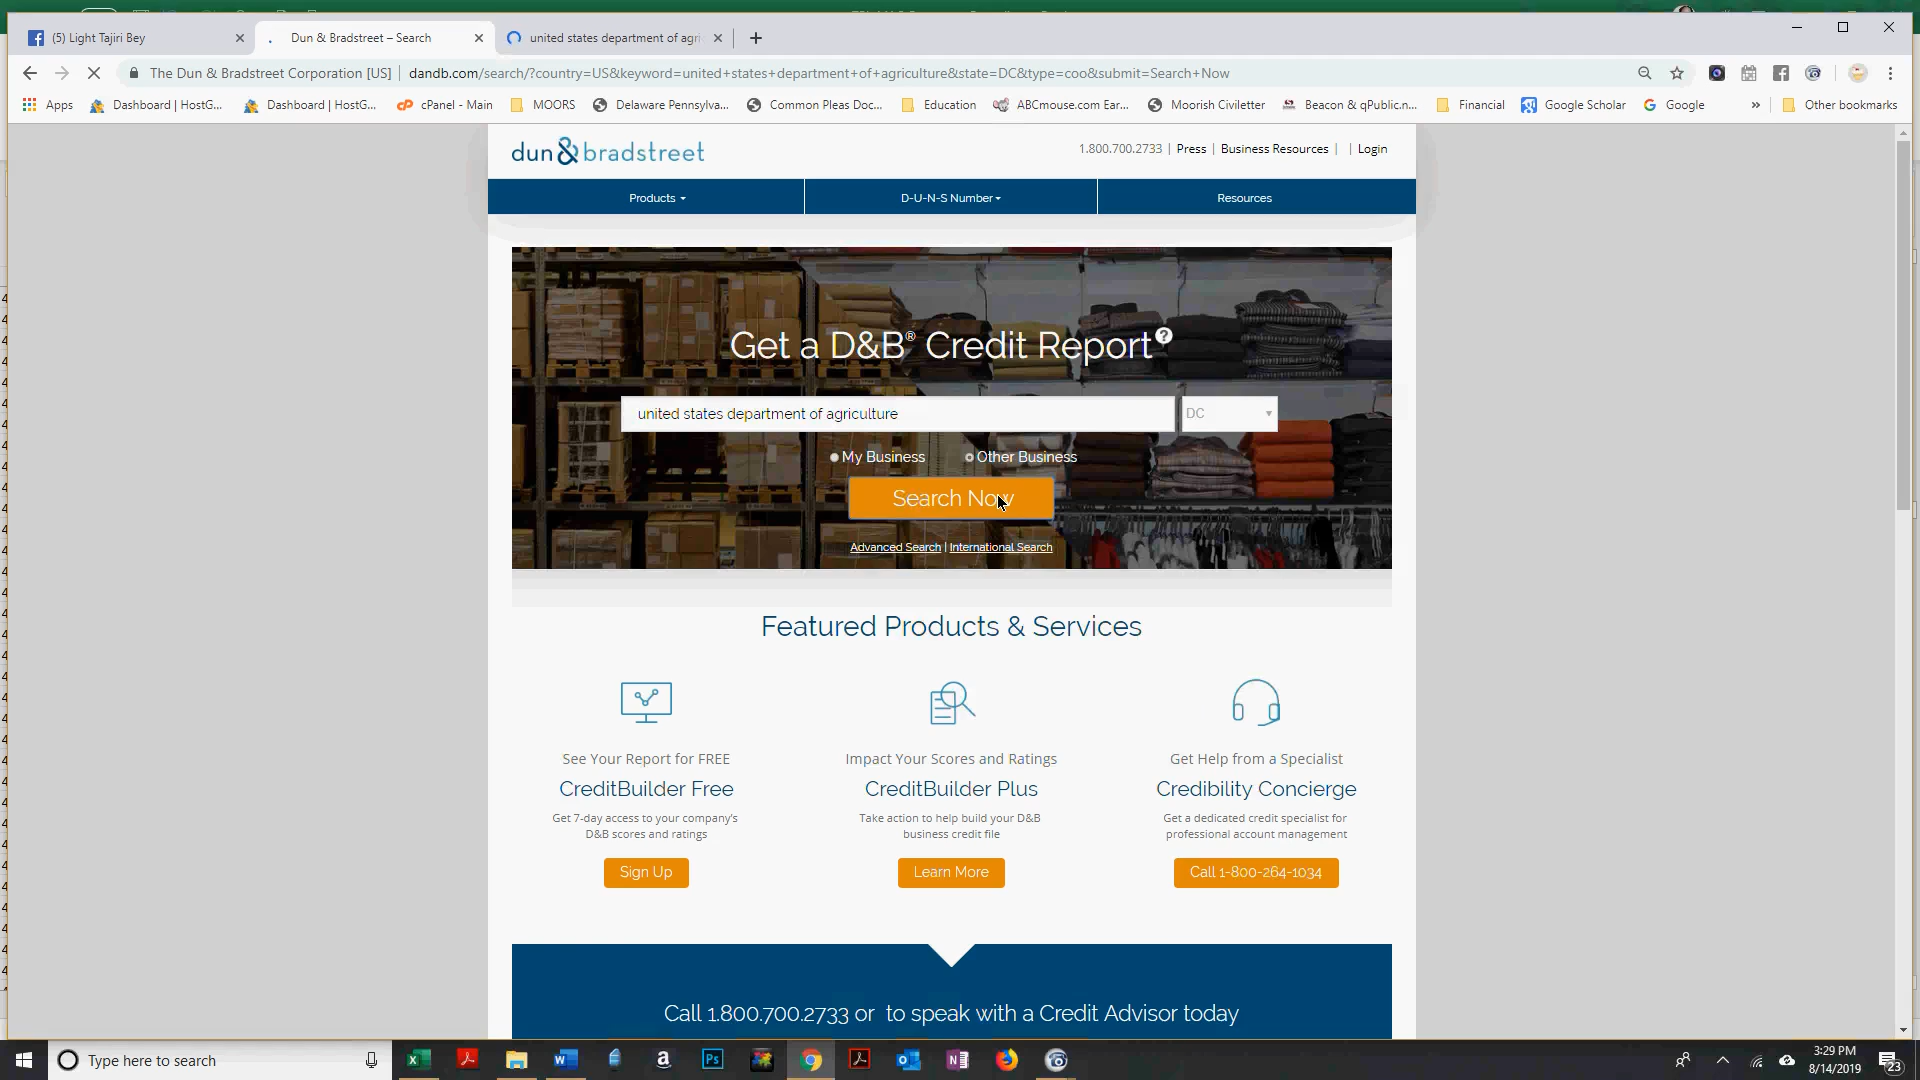 (5) Light Tajiri Bey
Dun & Bradstreet – Search
united states department of agri
The Dun & Bradstreet Corporation [US]
dandb.com/search/?country=US&keyword=united+states+department+of+agriculture&state=DC&type=coo&submit=Search+Now
Apps
Dashboard | HostG...
Dashboard | HostG...
cPanel - Main
MOORS
Delaware Pennsylva...
Common Pleas Doc...
Education
ABCmouse.com Ear...
Moorish Civiletter
Beacon & qPublic.n...
Financial
Google Scholar
Google
»
Other bookmarks
dun&bradstreet
1.800.700.2733 | Press | Business Resources | | Login
Products
D-U-N-S Number
Resources
Get a D&B® Credit Report ?
united states department of agriculture
DC
My Business
Other Business
Search Now
Advanced Search | International Search
Featured Products & Services
See Your Report for FREE
CreditBuilder Free
Get 7-day access to your company's
D&B scores and ratings
Sign Up
Impact Your Scores and Ratings
CreditBuilder Plus
Take action to help build your D&B
business credit file
Learn More
Get Help from a Specialist
Credibility Concierge
Get a dedicated credit specialist for
professional account management
Call 1-800-264-1034
Call 1.800.700.2733 or to speak with a Credit Advisor today
Type here to search
3:29 PM
8/14/2019
23